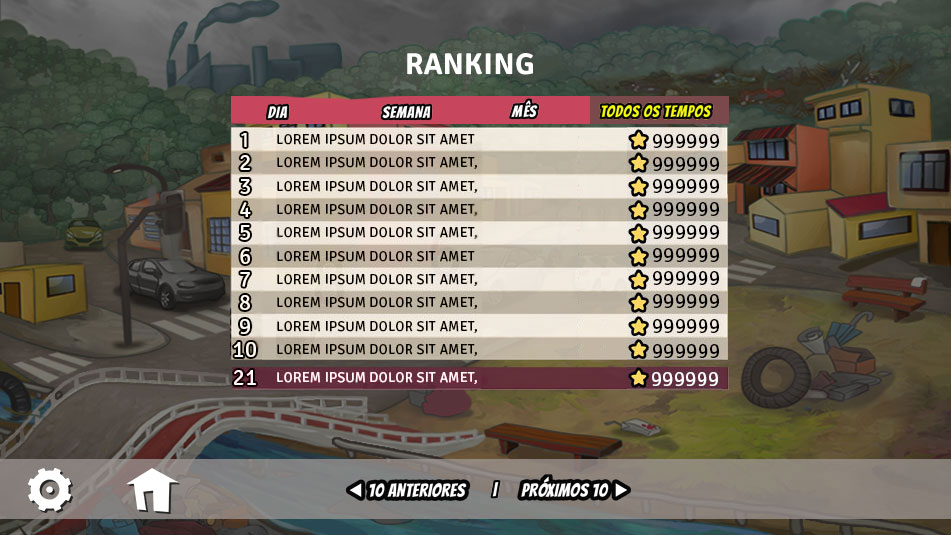 RANKING
DIA SEMANA MÊS TODOS OS TEMPOS
1 LOREM IPSUM DOLOR SIT AMET 999999
2 LOREM IPSUM DOLOR SIT AMET, 999999
3 LOREM IPSUM DOLOR SIT AMET, 999999
4 LOREM IPSUM DOLOR SIT AMET, 999999
5 LOREM IPSUM DOLOR SIT AMET, 999999
6 LOREM IPSUM DOLOR SIT AMET 999999
7 LOREM IPSUM DOLOR SIT AMET, 999999
8 LOREM IPSUM DOLOR SIT AMET, 999999
9 LOREM IPSUM DOLOR SIT AMET, 999999
10 LOREM IPSUM DOLOR SIT AMET, 999999
21 LOREM IPSUM DOLOR SIT AMET, 999999
10 ANTERIORES / PRÓXIMOS 10